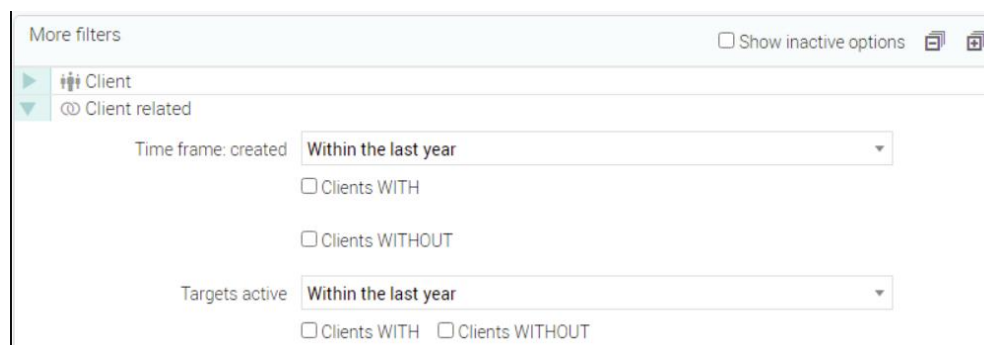 More filters
Show inactive options
Client
Client related
Time frame: created Within the last year
Clients WITH
Clients WITHOUT
Targets active Within the last year
Clients WITH Clients WITHOUT